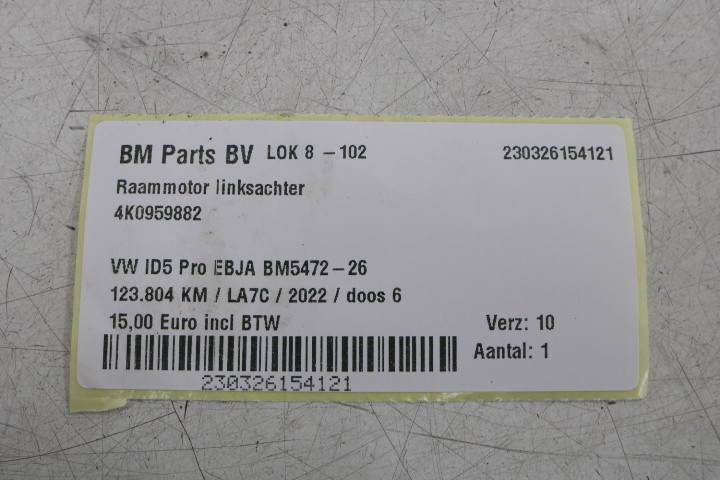 BM Parts BV LOK 8 - 102 230326154121
Raammotor linksachter
4K0959882
VW ID5 Pro EBJA BM5472-26
123.804 KM / LA7C / 2022 / doos 6
15,00 Euro incl BTW Verz: 10
Aantal: 1
230326154121